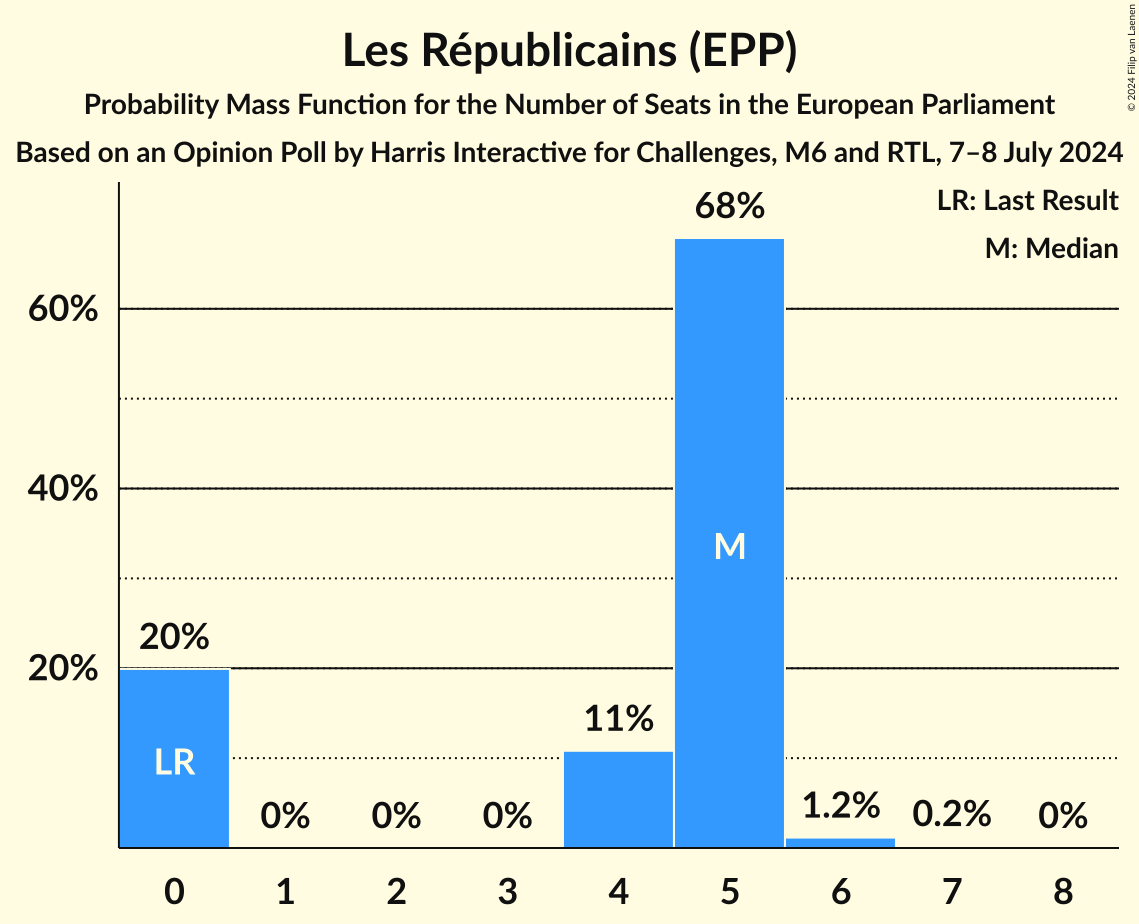 Les Républicains (EPP)
Probability Mass Function for the Number of Seats in the European Parliament
Based on an Opinion Poll by Harris Interactive for Challenges, M6 and RTL, 7–8 July 2024
© 2024 Filip van Laenen
LR: Last Result
M: Median
68%
60%
40%
M
20%
20%
11%
LR
0%
0%
0%
1.2%
0.2%
0%
0
1
2
3
4
5
6
7
8